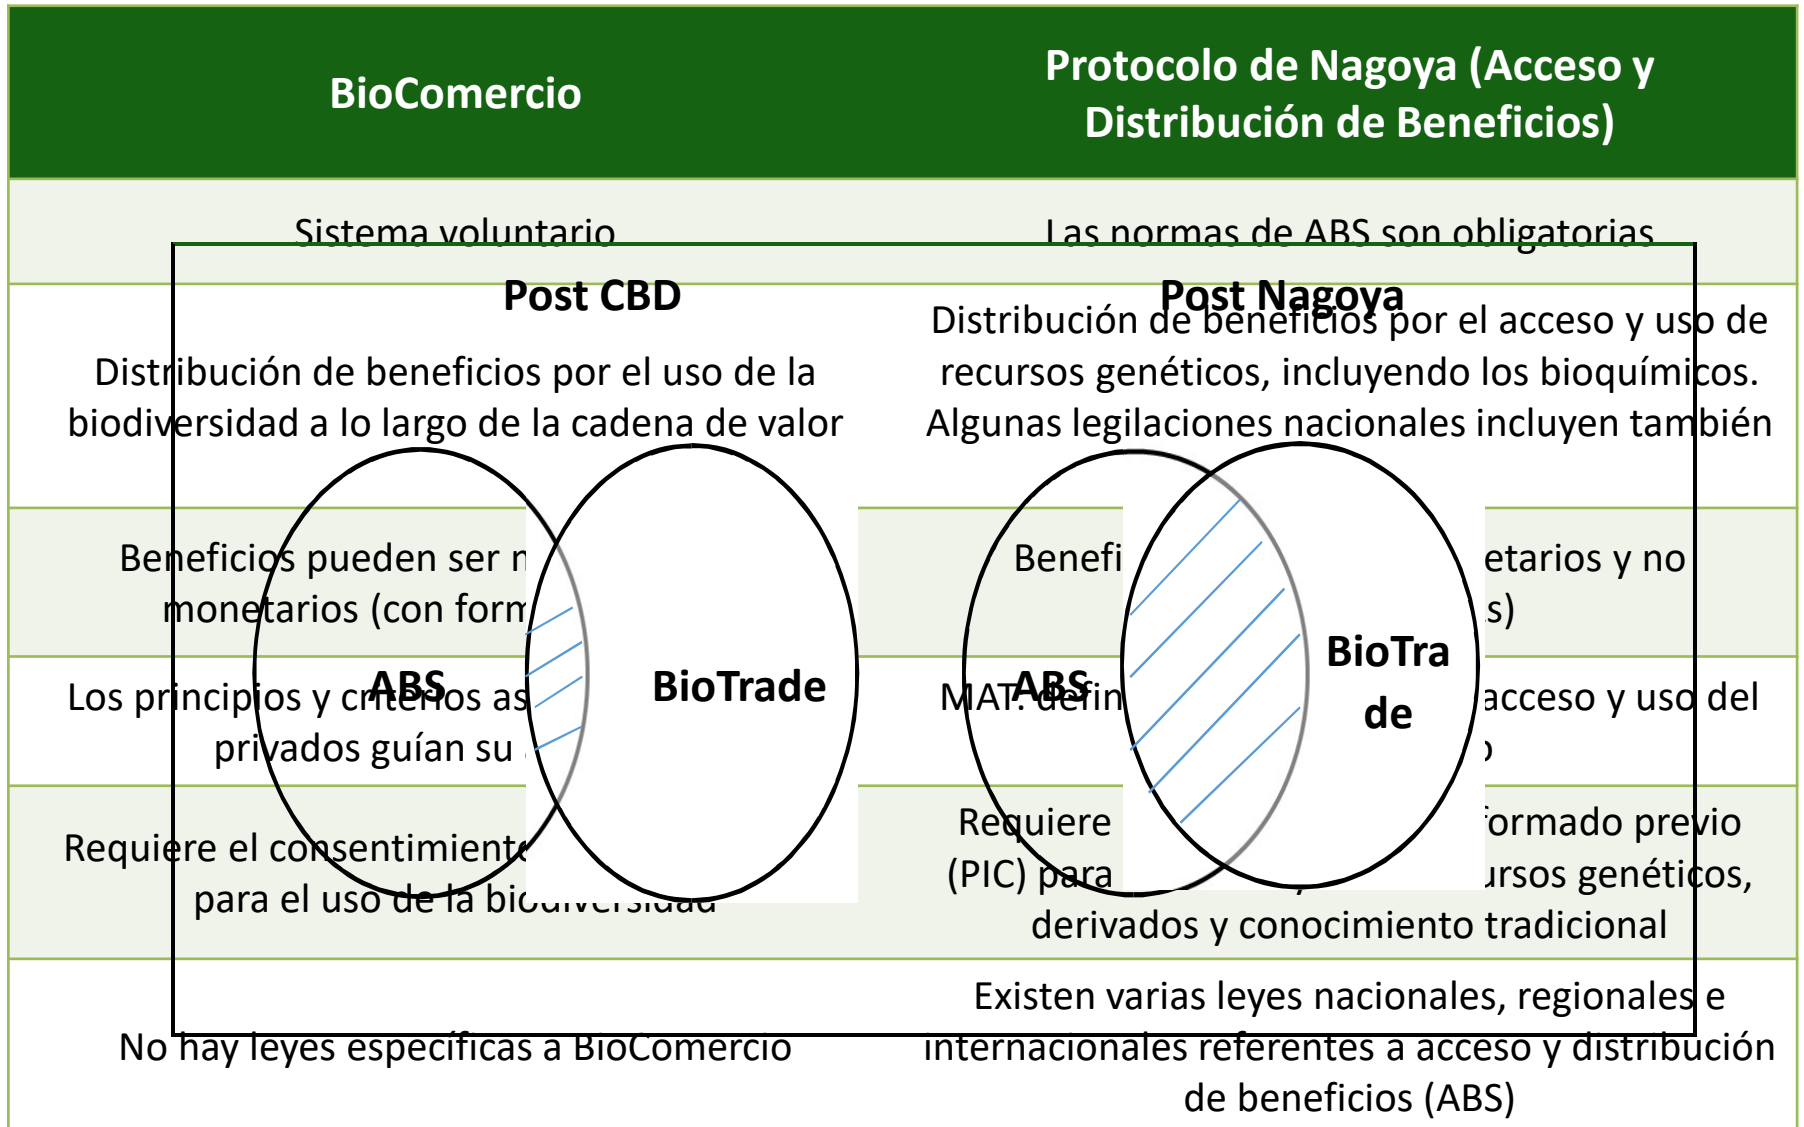 BioComercio
Protocolo de Nagoya (Acceso y
Distribución de Beneficios)
Sistema voluntario
Las normas de ABS son obligatorias
Post CBD
Post Nagoya
Distribución de beneficios por el uso de la
biodiversidad a lo largo de la cadena de valor
Distribución de beneficios por el acceso y uso de
recursos genéticos, incluyendo los bioquímicos.
Algunas legilaciones nacionales incluyen también
Beneficios pueden ser
monetarios (con
etarios y no
s)
ABS
BioTrade
ABS
BioTra
de
Los principios y criterios
privados guían su
MAT:
acceso y uso del
Requiere el consentimiento
para el uso de la biodiversidad
Requiere
formado previo
(PIC) para
ursos genéticos,
derivados y conocimiento tradicional
No hay leyes específicas a BioComercio
Existen varias leyes nacionales, regionales e
internacionales referentes a acceso y distribución
de beneficios (ABS)